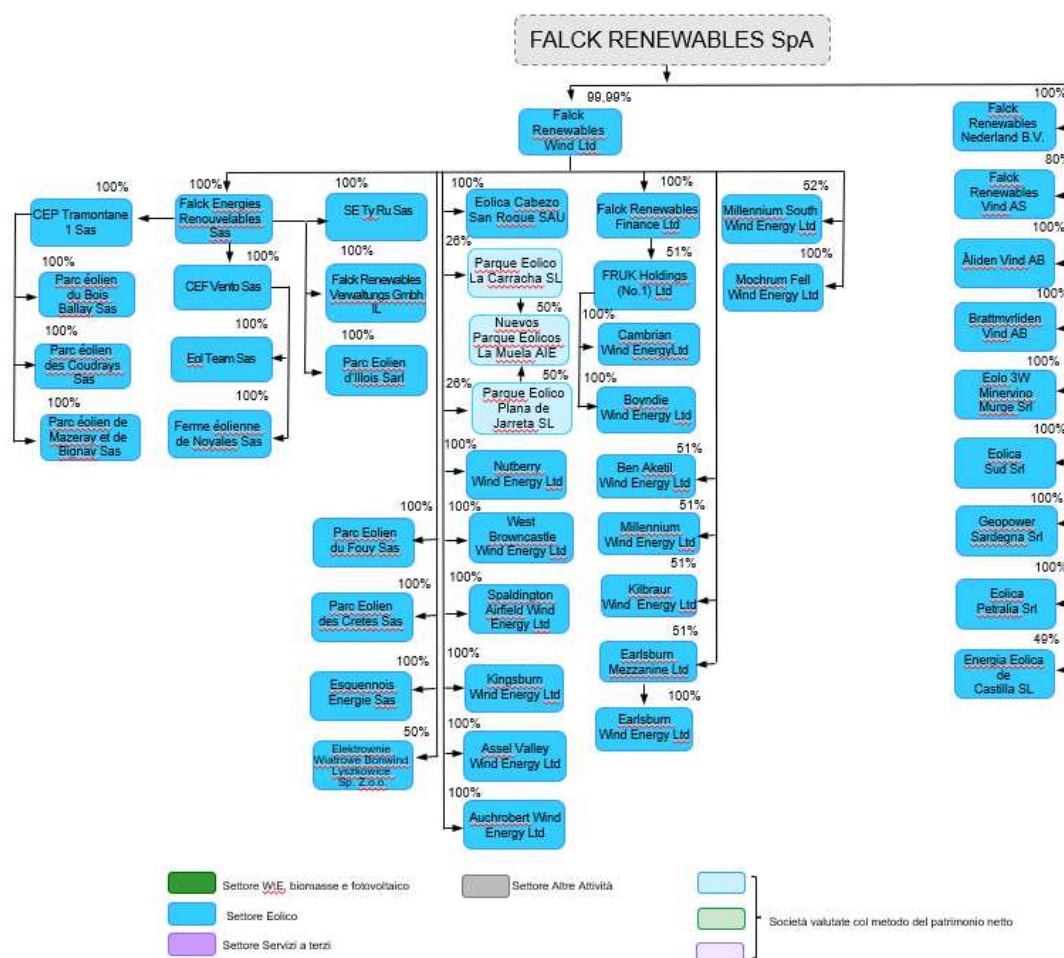 FALCK RENEWABLES SpA
99,99%
Falck
Renewables
Wind Ltd
100%
CEP Tramontane
1 Sas
100%
Parc éolien
du Bois
Ballay Sas
100%
Parc éolien
des Coudrays
Sas
100%
Parc éolien de
Mazeray et de
Bignay Sas
100%
Falck Energies
Renouvelables
Sas
100%
CEF Vento Sas
100%
Eol Team Sas
100%
Ferme éolienne
de Noyales Sas
100%
SE Ty Ru Sas
100%
Falck Renewables
Verwaltungs Gmbh
IL
100%
Parc Eolien
d'Illois Sarl
100%
Parc Eolien
du Fouy Sas
100%
Parc Eolien
des Cretes Sas
100%
Esquennois
Energie Sas
50%
Elektrownie
Wiatrowe Bonwind
Lyszkowice
Sp. Z.o.o.
100%
Eolica Cabezo
San Roque SAU
26%
Parque Eolico
La Carracha SL
50%
Nuevos
Parque Eolicos
La Muela AIE
50%
26%
Parque Eolico
Plana de
Jarreta SL
100%
Nutberry
Wind Energy Ltd
100%
West
Browncastle
Wind Energy Ltd
100%
Spaldington
Airfield Wind
Energy Ltd
100%
Kingsburn
Wind Energy Ltd
100%
Assel Valley
Wind Energy Ltd
100%
Auchrobert Wind
Energy Ltd
100%
Falck Renewables
Finance Ltd
51%
FRUK Holdings
(No.1) Ltd
100%
Cambrian
Wind EnergyLtd
100%
Boyndie
Wind Energy Ltd
51%
Ben Aketil
Wind Energy Ltd
51%
Millennium
Wind Energy Ltd
51%
Kilbraur
Wind Energy Ltd
51%
Earlsburn
Mezzanine Ltd
100%
Earlsburn
Wind Energy Ltd
52%
Millennium South
Wind Energy Ltd
100%
Mochrum Fell
Wind Energy Ltd
100%
Falck
Renewables
Nederland B.V.
80%
Falck
Renewables
Vind AS
100%
Åliden Vind AB
100%
Brattmyrliden
Vind AB
100%
Eolo 3W
Minervino
Murge Srl
100%
Eolica
Sud Srl
100%
Geopower
Sardegna Srl
100%
Eolica
Petralia Srl
49%
Energia Eolica
de
Castilla SL
Settore WtE, biomasse e fotovoltaico
Settore Eolico
Settore Servizi a terzi
Settore Altre Attività
Società valutate col metodo del patrimonio netto